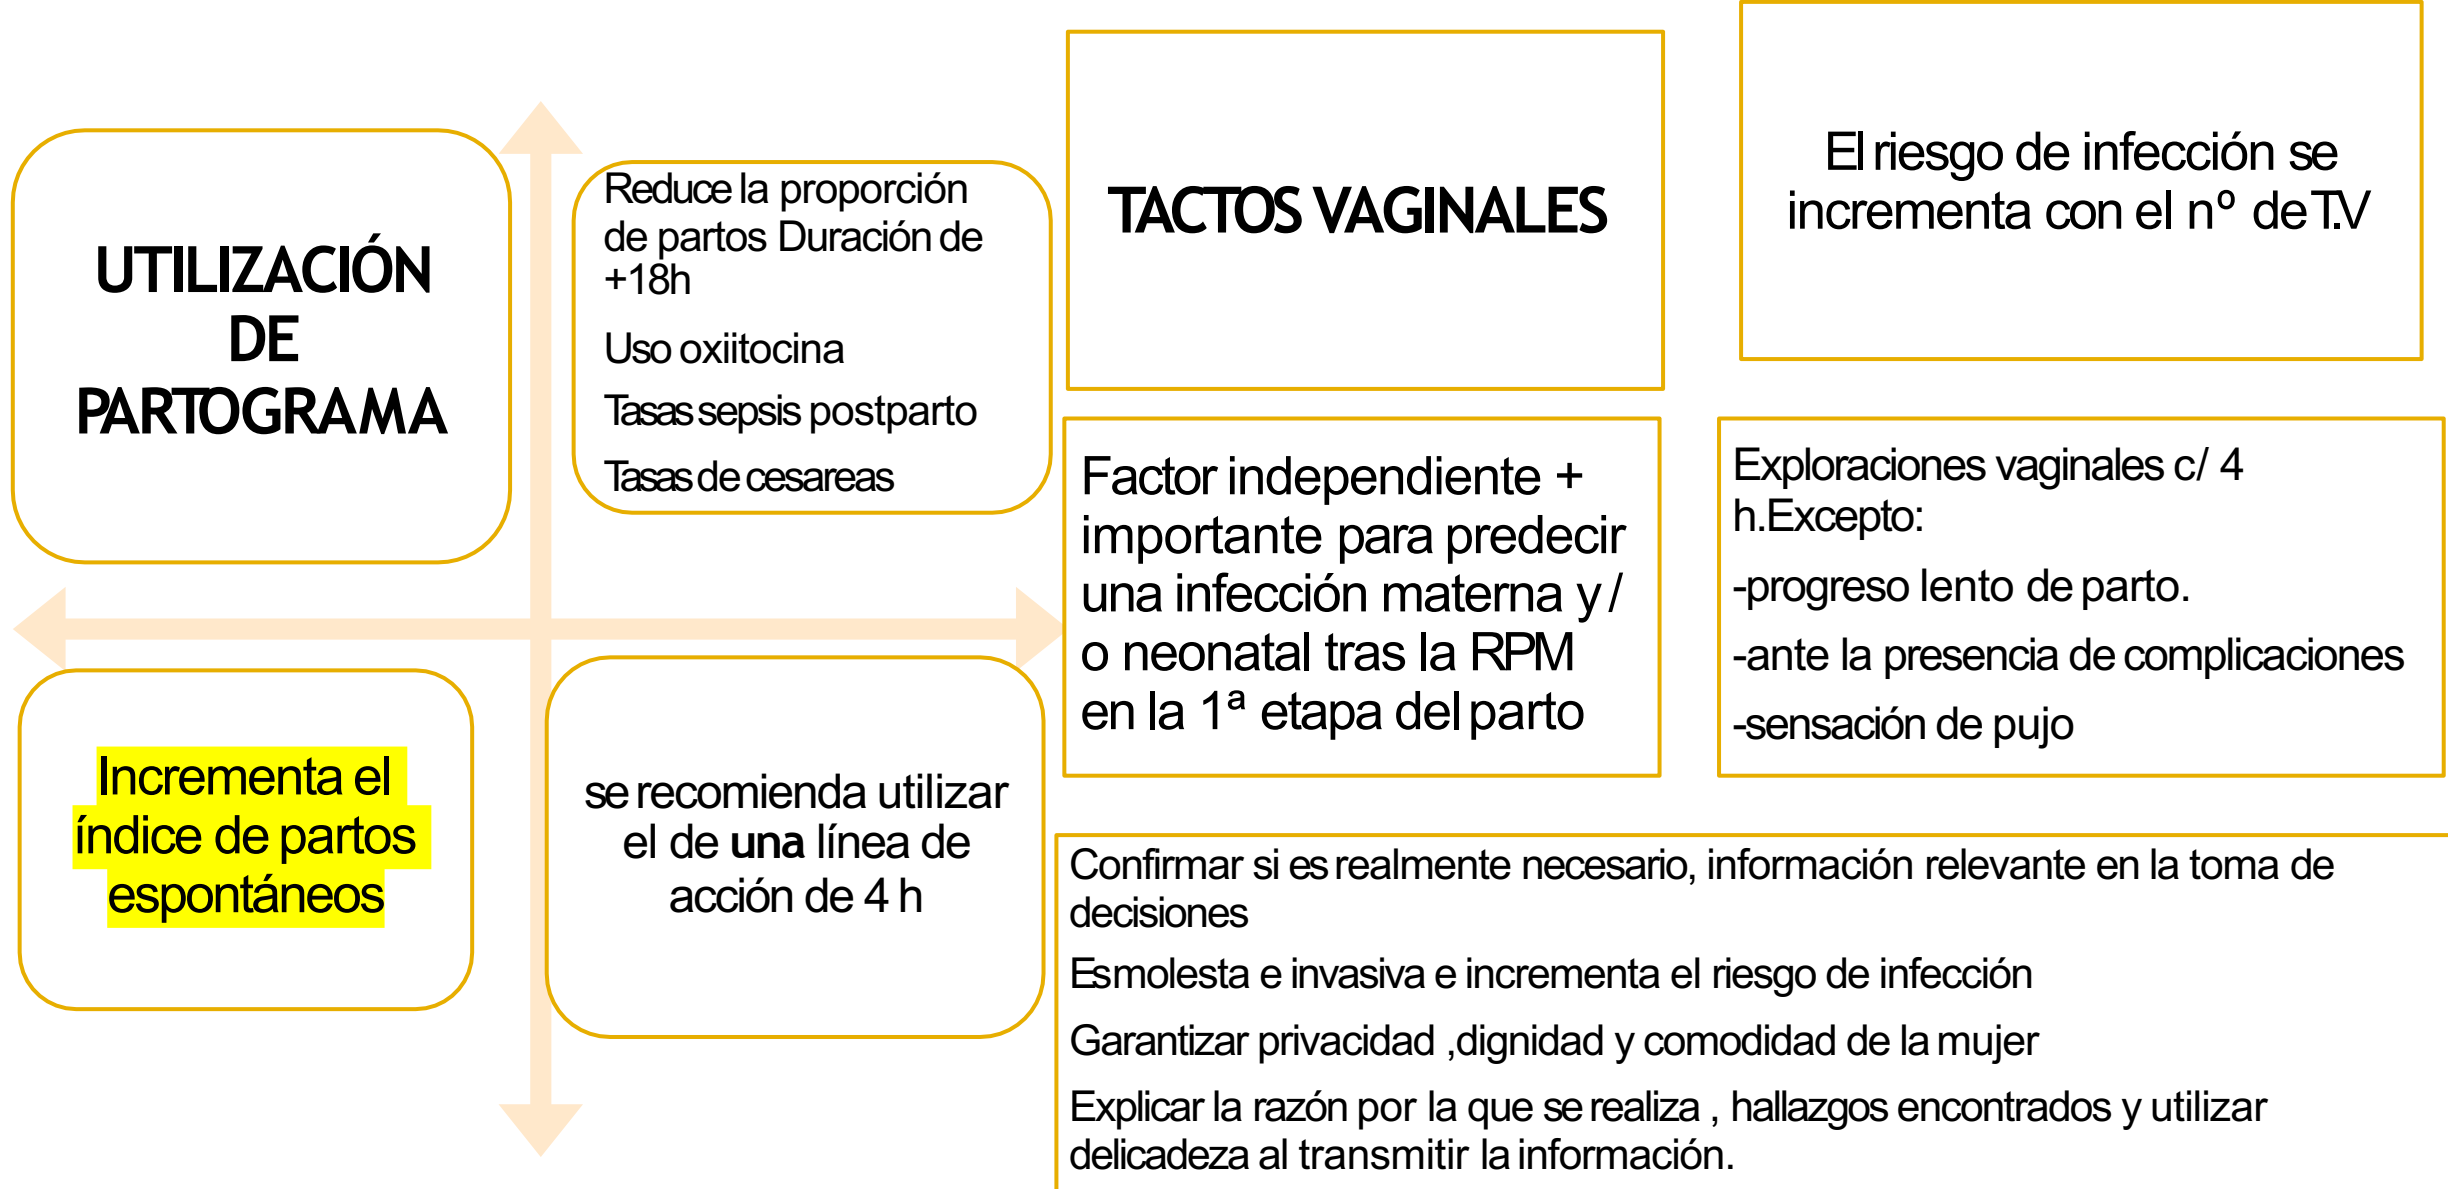 UTILIZACIÓN
DE
PARTOGRAMA
Reduce la proporción
de partos Duración de
+18h
Uso oxiitocina
Tasas sepsis postparto
Tasas de cesareas
Incrementa el
índice de partos
espontáneos
se recomienda utilizar
el de una línea de
acción de 4 h
TACTOS VAGINALES
El riesgo de infección se
incrementa con el nº de T.V
Factor independiente +
importante para predecir
una infección materna y /
o neonatal tras la RPM
en la 1ª etapa del parto
Exploraciones vaginales c/ 4
h.Excepto:
-progreso lento de parto.
-ante la presencia de complicaciones
-sensación de pujo
Confirmar si es realmente necesario, información relevante en la toma de
decisiones
Es molesta e invasiva e incrementa el riesgo de infección
Garantizar privacidad ,dignidad y comodidad de la mujer
Explicar la razón por la que se realiza , hallazgos encontrados y utilizar
delicadeza al transmitir la información.